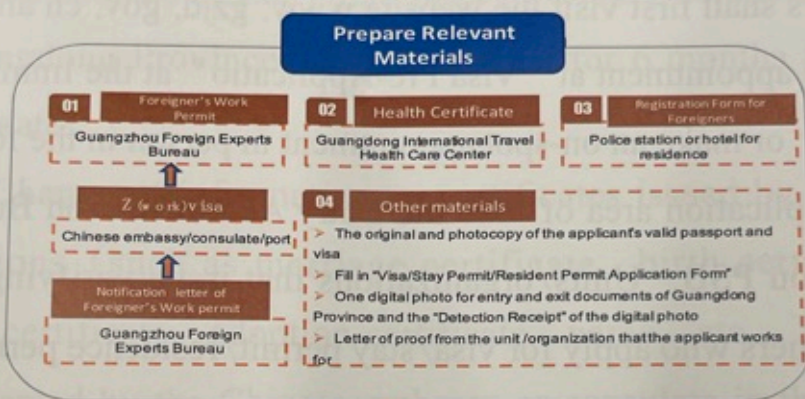 Prepare Relevant
Materials
01
Foreigner's Work
Permit
Guangzhou Foreign Experts
Bureau
Z (work)visa
Chinese embassy/consulate/port
Notification letter of
Foreigner's Work permit
Guangzhou Foreign
Experts Bureau
02
Health Certificate
Guangdong International Travel
Health Care Center
03
Registration Form for
Foreigners
Police station or hotel for
residence
04
Other materials
➢ The original and photocopy of the applicant's valid passport and
visa
➢ Fill in "Visa/Stay Permit/Resident Permit Application Form"
➢ One digital photo for entry and exit documents of Guangdong
Province and the "Detection Receipt" of the digital photo
➢ Letter of proof from the unit/organization that the applicant works
for